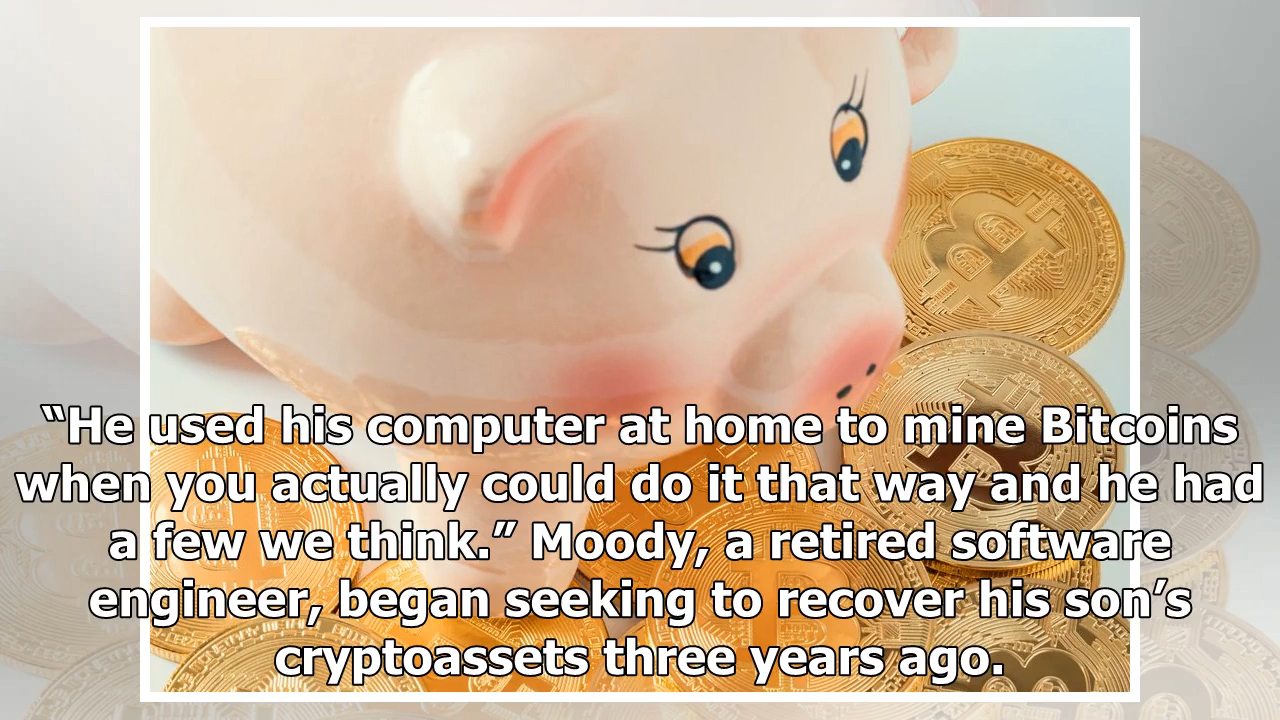 “He used his computer at home to mine Bitcoins
when you actually could do it that way and he had
a few we think.” Moody, a retired software
engineer, began seeking to recover his son’s
cryptoassets three years ago.